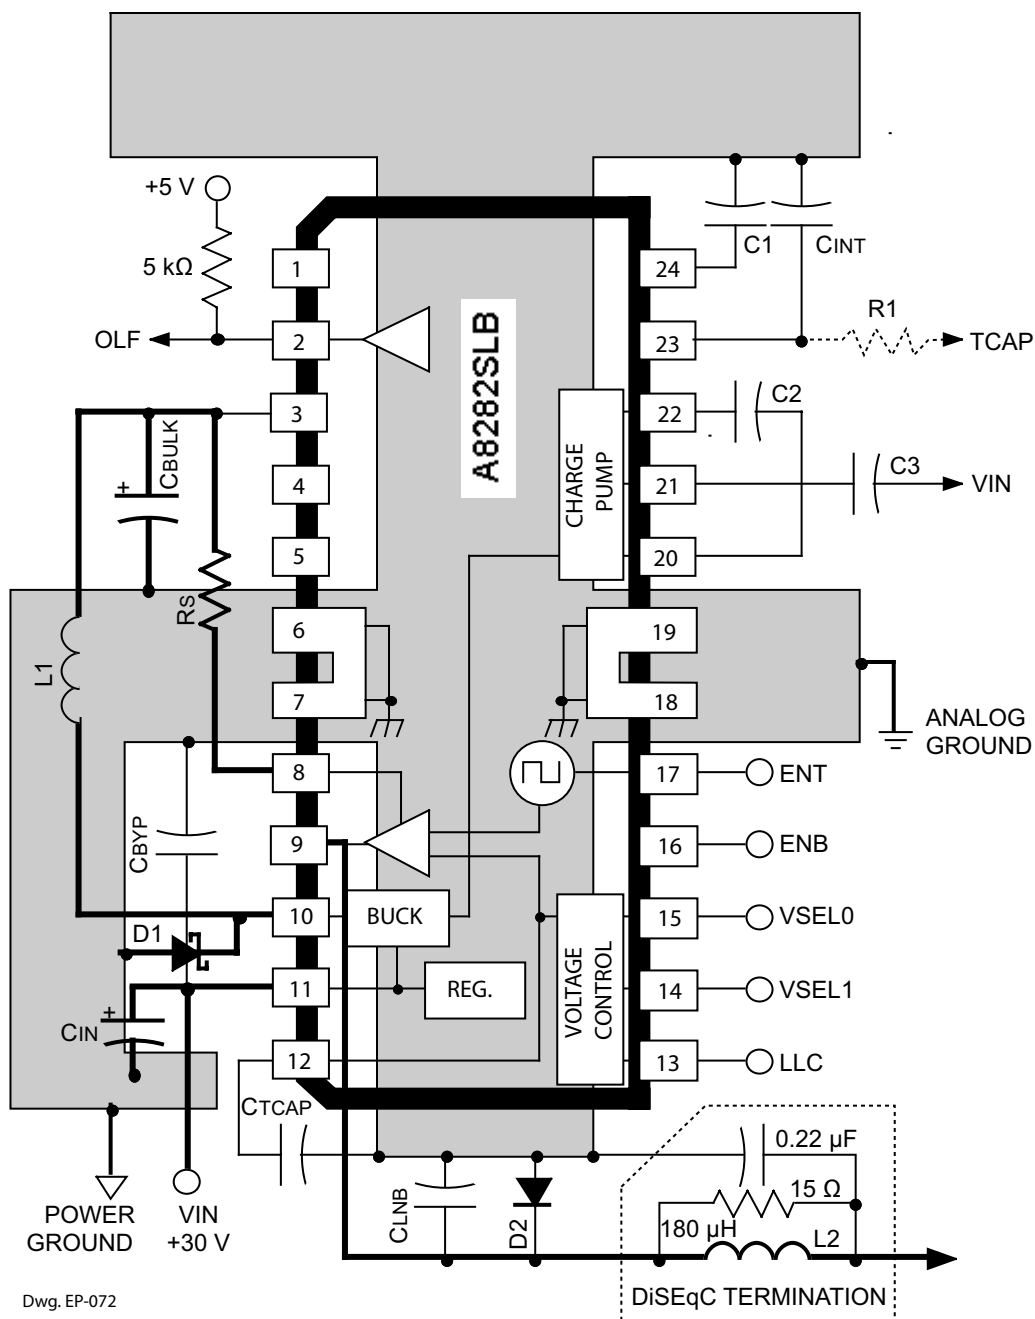 +5 V
5 kΩ
OLF
1
2
3
4
5
6
7
8
9
10
11
12
A8282SLB
24
23
22
21
20
19
18
17
16
15
14
13
C1
CINT
R1
TCAP
C2
C3
VIN
CHARGE
PUMP
+
CBULK
RS
L1
ANALOG
GROUND
ENT
ENB
VSEL0
VSEL1
LLC
CBYP
D1
BUCK
REG.
VOLTAGE
CONTROL
+
CIN
CTCAP
POWER
GROUND
VIN
+30 V
CLNB
D2
0.22 µF
15 Ω
180 µH
L2
DiSEqC TERMINATION
Dwg. EP-072